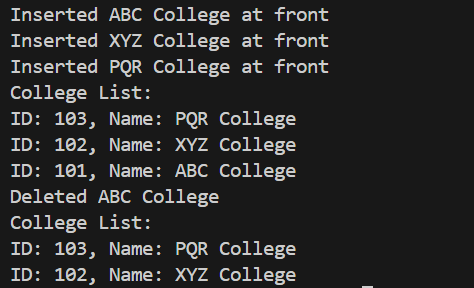 Inserted ABC College at front
Inserted XYZ College at front
Inserted PQR College at front
College List:
ID: 103, Name: PQR College
ID: 102, Name: XYZ College
ID: 101, Name: ABC College
Deleted ABC College
College List:
ID: 103, Name: PQR College
ID: 102, Name: XYZ College